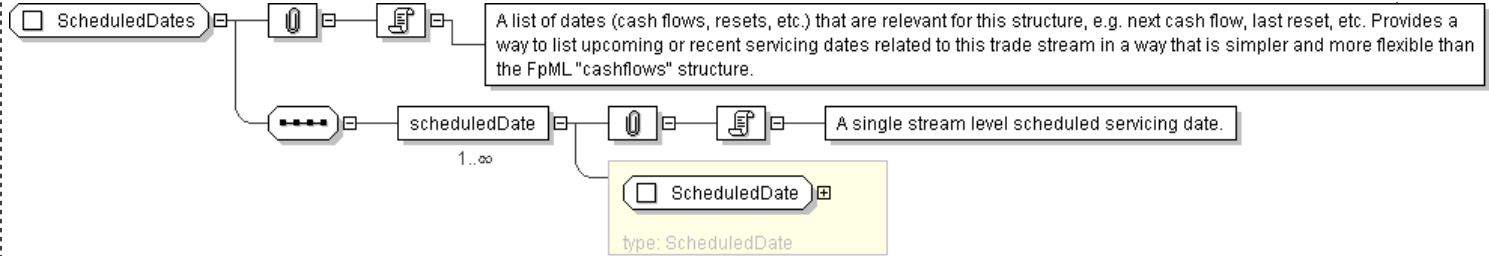 ScheduledDates
A list of dates (cash flows, resets, etc.) that are relevant for this structure, e.g. next cash flow, last reset, etc. Provides a
way to list upcoming or recent servicing dates related to this trade stream in a way that is simpler and more flexible than
the FpML "cashflows" structure.
scheduledDate
A single stream level scheduled servicing date.
1..∞
ScheduledDate
type: ScheduledDate